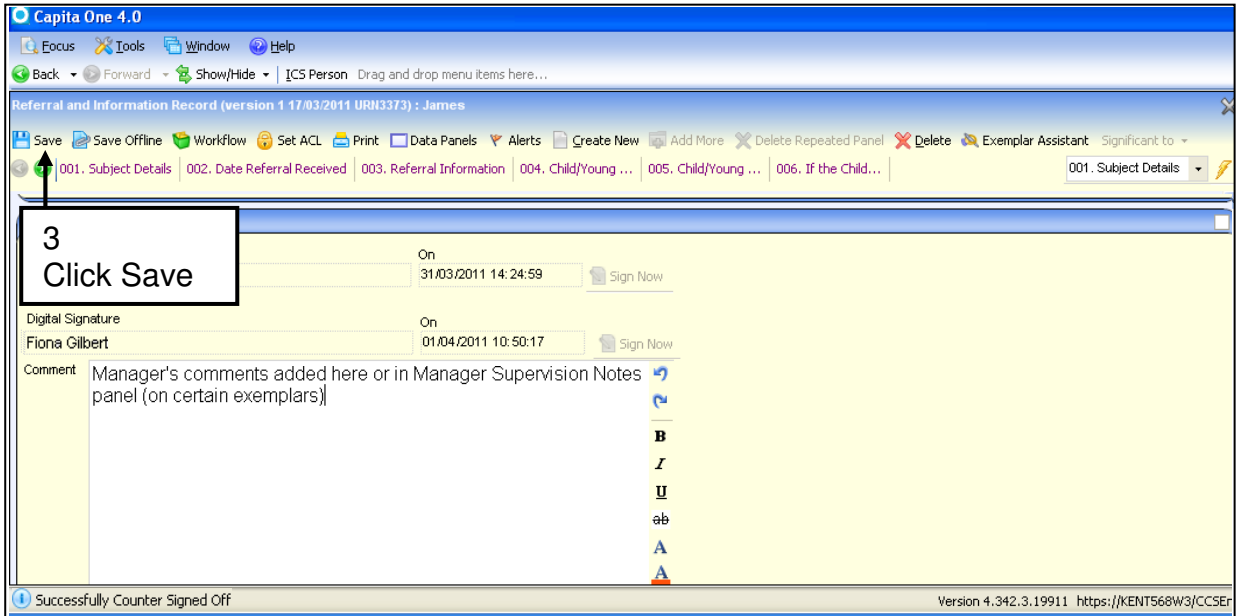 Capita One 4.0
Focus Tools Window Help
Back Forward Show/Hide ICS Person Drag and drop menu items here...
Referral and Information Record (version 1 17/03/2011 URN3373) : James
Save Save Offline Workflow Set ACL Print Data Panels Alerts Create New Add More Delete Repeated Panel Delete Exemplar Assistant Significant to
001. Subject Details 002. Date Referral Received 003. Referral Information 004. Child/Young ... 005. Child/Young ... 006. If the Child... 001. Subject Details
3
Click Save
On
31/03/2011 14:24:59 Sign Now
Digital Signature On
Fiona Gilbert 01/04/2011 10:50:17 Sign Now
Comment Manager's comments added here or in Manager Supervision Notes
panel (on certain exemplars)
B
I
U
ab
A
A
Successfully Counter Signed Off Version 4.342.3.19911 https://KENT568W3/CCSEr